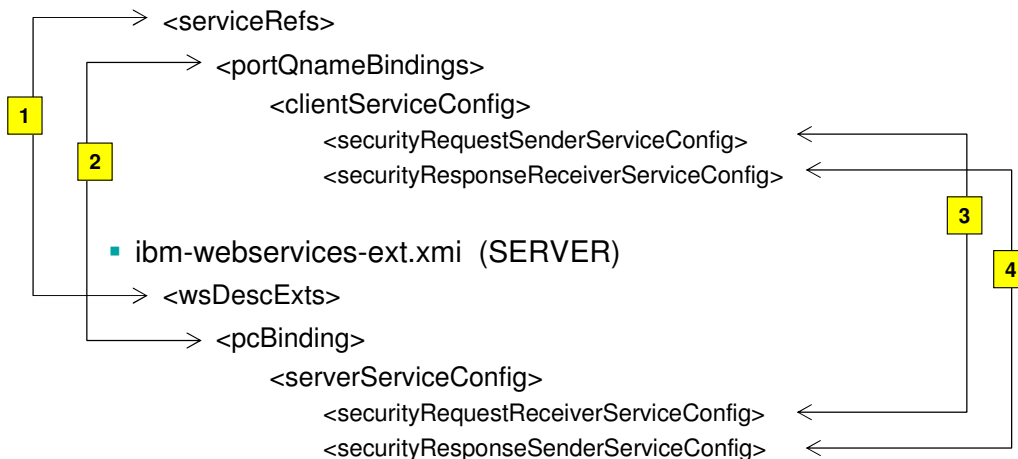 <serviceRefs>
<portQnameBindings>
1
<clientServiceConfig>
<securityRequestSenderServiceConfig>
2
<securityResponseReceiverServiceConfig>
3
▪ ibm-webservices-ext.xmi (SERVER)
4
<wsDescExts>
<pcBinding>
<serverServiceConfig>
<securityRequestReceiverServiceConfig>
<securityResponseSenderServiceConfig>